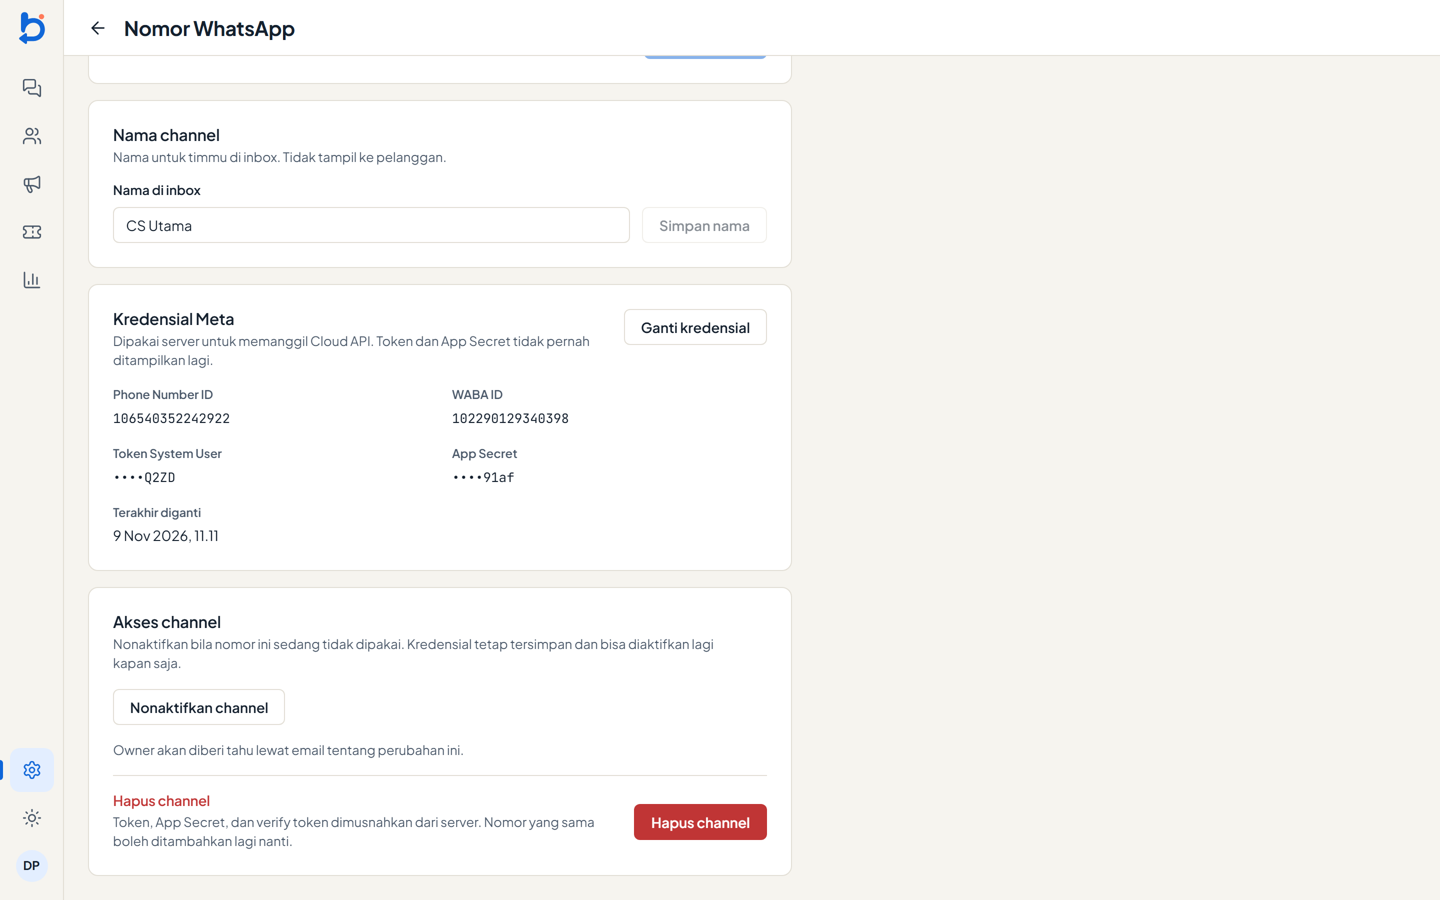 Nomor WhatsApp
Nama channel
Nama untuk timmu di inbox. Tidak tampil ke pelanggan.
Nama di inbox
CS Utama
Simpan nama
Kredensial Meta
Ganti kredensial
Dipakai server untuk memanggil Cloud API. Token dan App Secret tidak pernah
ditampilkan lagi.
Phone Number ID
WABA ID
106540352242922
102290129340398
Token System User
App Secret
••••Q2ZD
••••91af
Terakhir diganti
9 Nov 2026, 11.11
Akses channel
Nonaktifkan bila nomor ini sedang tidak dipakai. Kredensial tetap tersimpan dan bisa diaktifkan lagi
kapan saja.
Nonaktifkan channel
Owner akan diberi tahu lewat email tentang perubahan ini.
Hapus channel
Token, App Secret, dan verify token dimusnahkan dari server. Nomor yang sama
boleh ditambahkan lagi nanti.
Hapus channel
DP